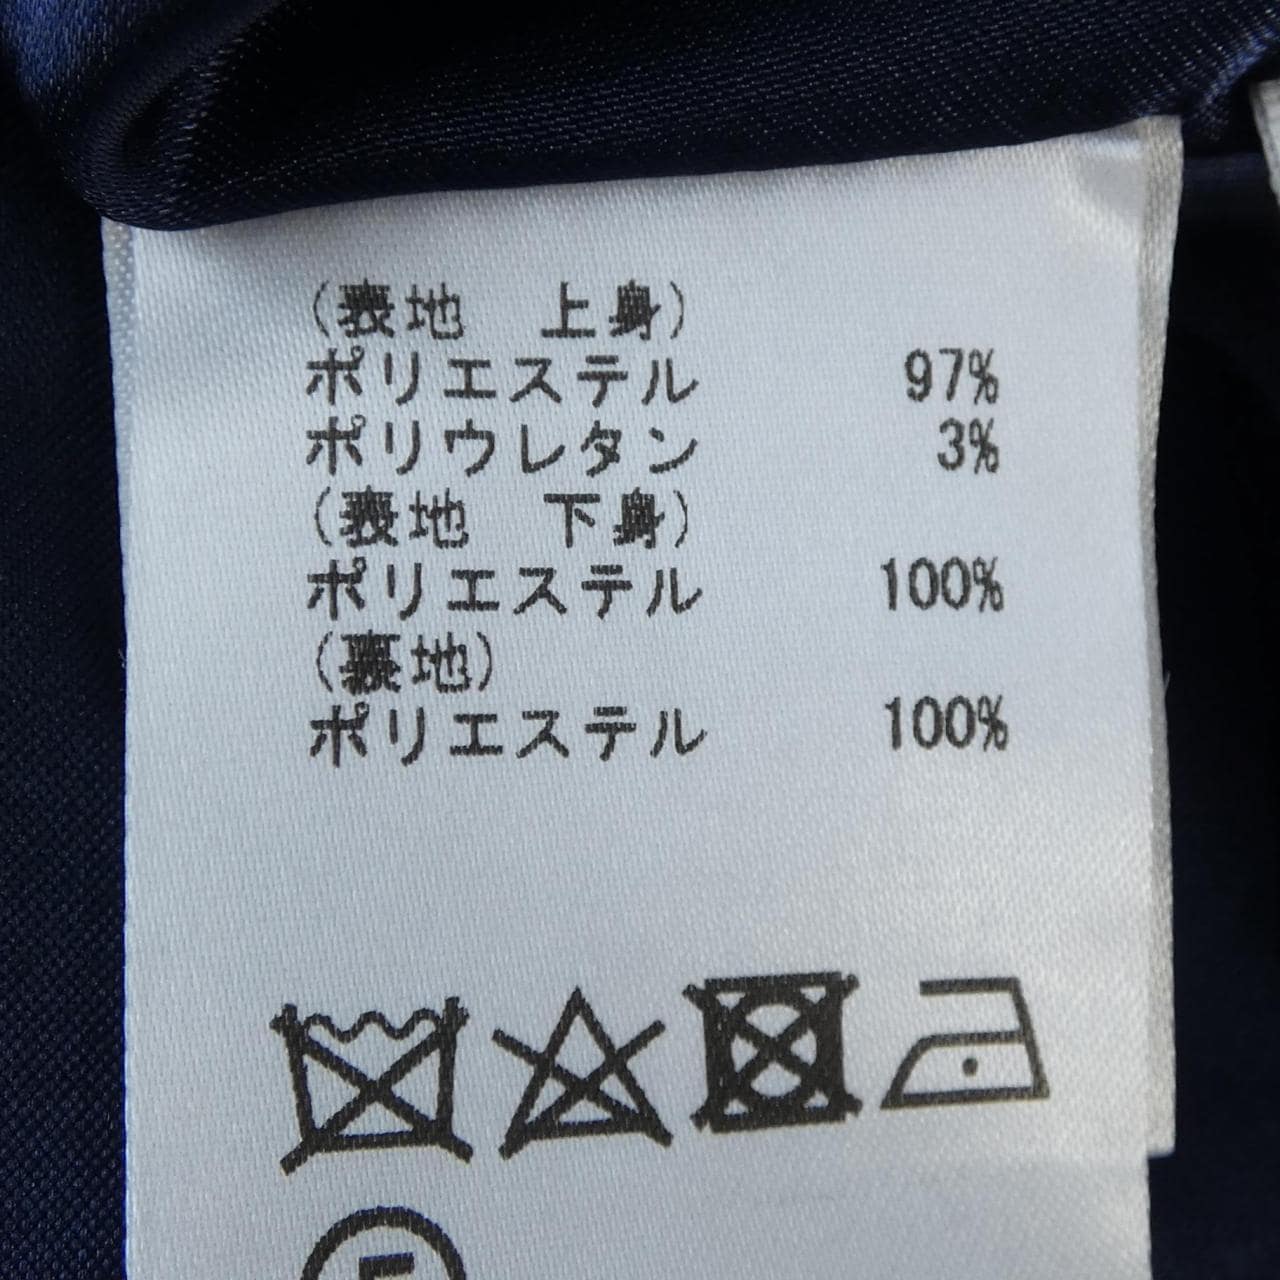 (表地　上身)
ポリエステル 97%
ポリウレタン 3%
(表地　下身)
ポリエステル 100%
(裏地)
ポリエステル 100%